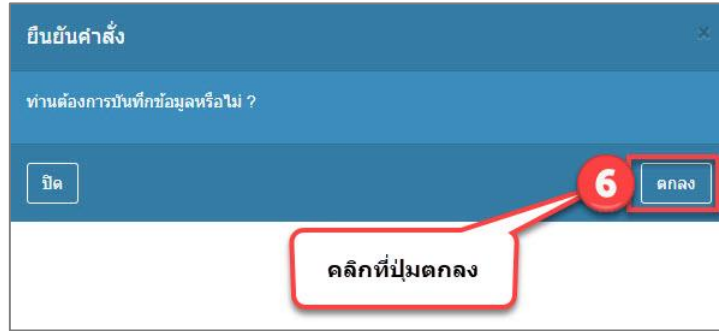 ยืนยันคำสั่ง ×
ท่านต้องการบันทึกข้อมูลหรือไม่ ?
ปิด 6 ตกลง
คลิกที่ปุ่มตกลง